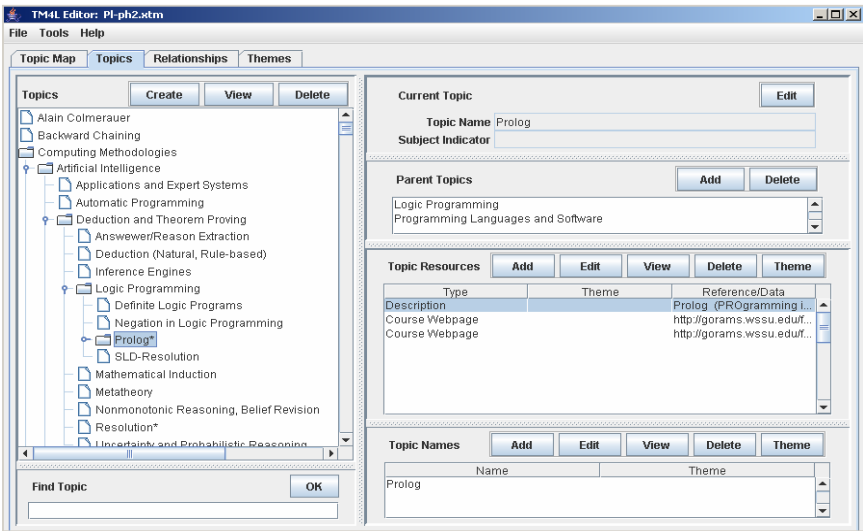 TM4L Editor: Pl-ph2.xtm
File Tools Help
Topic Map Topics Relationships Themes
Topics Create View Delete
Alain Colmerauer
Backward Chaining
Computing Methodologies
Artificial Intelligence
Applications and Expert Systems
Automatic Programming
Deduction and Theorem Proving
Answewer/Reason Extraction
Deduction (Natural, Rule-based)
Inference Engines
Logic Programming
Definite Logic Programs
Negation in Logic Programming
Prolog*
SLD-Resolution
Mathematical Induction
Metatheory
Nonmonotonic Reasoning, Belief Revision
Resolution*
Uncertainty and Probabilistic Reasoning
Find Topic OK
Current Topic Edit
Topic Name Prolog
Subject Indicator
Parent Topics Add Delete
Logic Programming
Programming Languages and Software
Topic Resources Add Edit View Delete Theme
Type Theme Reference/Data
Description Prolog (PROgramming i...
Course Webpage http://gorams.wssu.edu/f...
Course Webpage http://gorams.wssu.edu/f...
Topic Names Add Edit View Delete Theme
Name Theme
Prolog